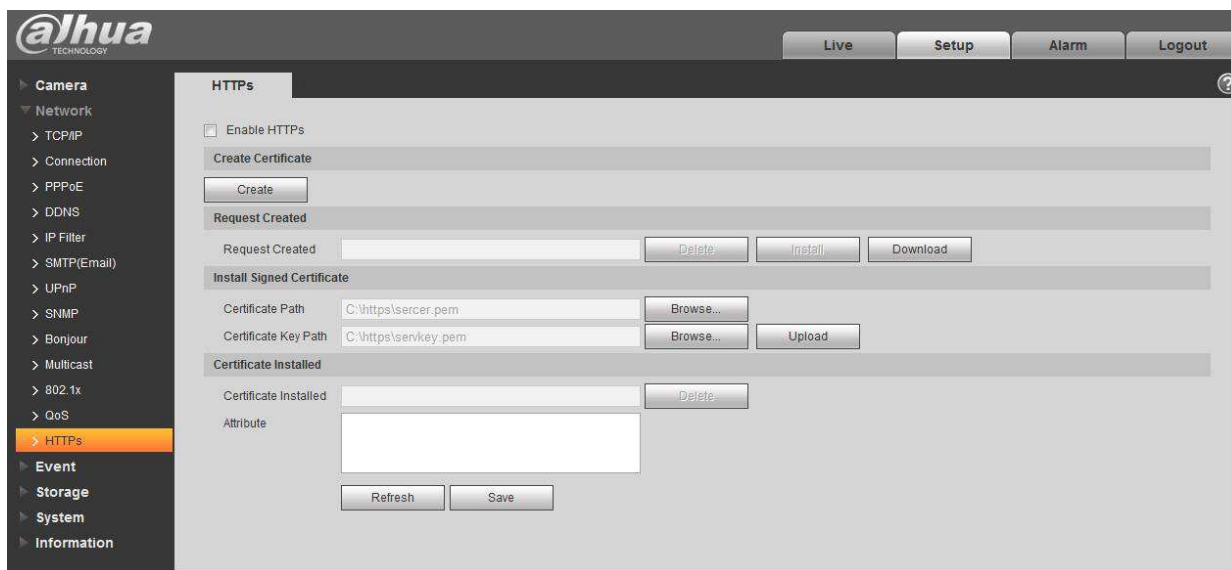 alhua
TECHNOLOGY
Live Setup Alarm Logout
Camera
Network
TCP/IP
Connection
PPPoE
DDNS
IP Filter
SMTP(Email)
UPnP
SNMP
Bonjour
Multicast
802.1x
QoS
HTTPs
Event
Storage
System
Information
HTTPs
?
Enable HTTPs
Create Certificate
Create
Request Created
Request Created Delete Install Download
Install Signed Certificate
Certificate Path C:\https\sercer.pem Browse...
Certificate Key Path C:\https\servkey.pem Browse... Upload
Certificate Installed
Certificate Installed Delete
Attribute
Refresh Save